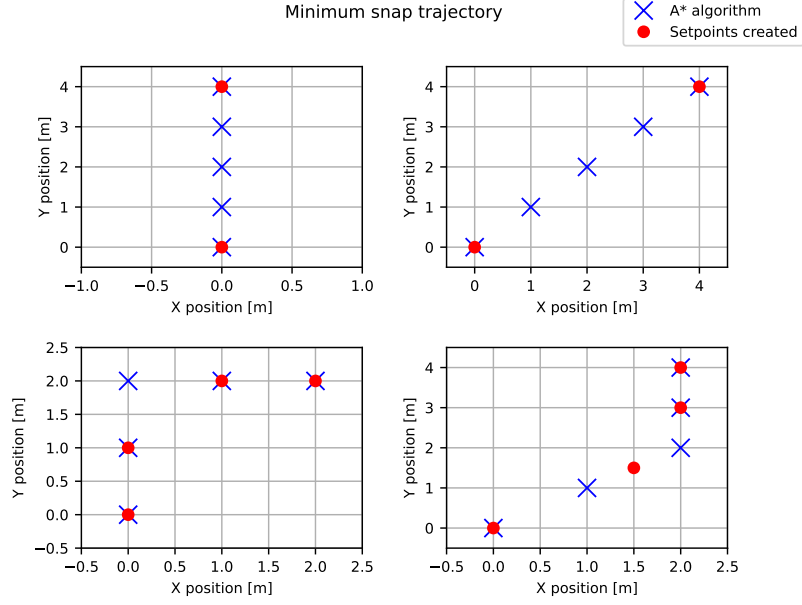 Minimum snap trajectory
A* algorithm
Setpoints created
4
3
2
1
0
Y position [m]
−1.0 −0.5 0.0 0.5 1.0
X position [m]
4
3
2
1
0
Y position [m]
0 1 2 3 4
X position [m]
2.5
2.0
1.5
1.0
0.5
0.0
−0.5
Y position [m]
−0.5 0.0 0.5 1.0 1.5 2.0 2.5
X position [m]
4
3
2
1
0
Y position [m]
−0.5 0.0 0.5 1.0 1.5 2.0 2.5
X position [m]